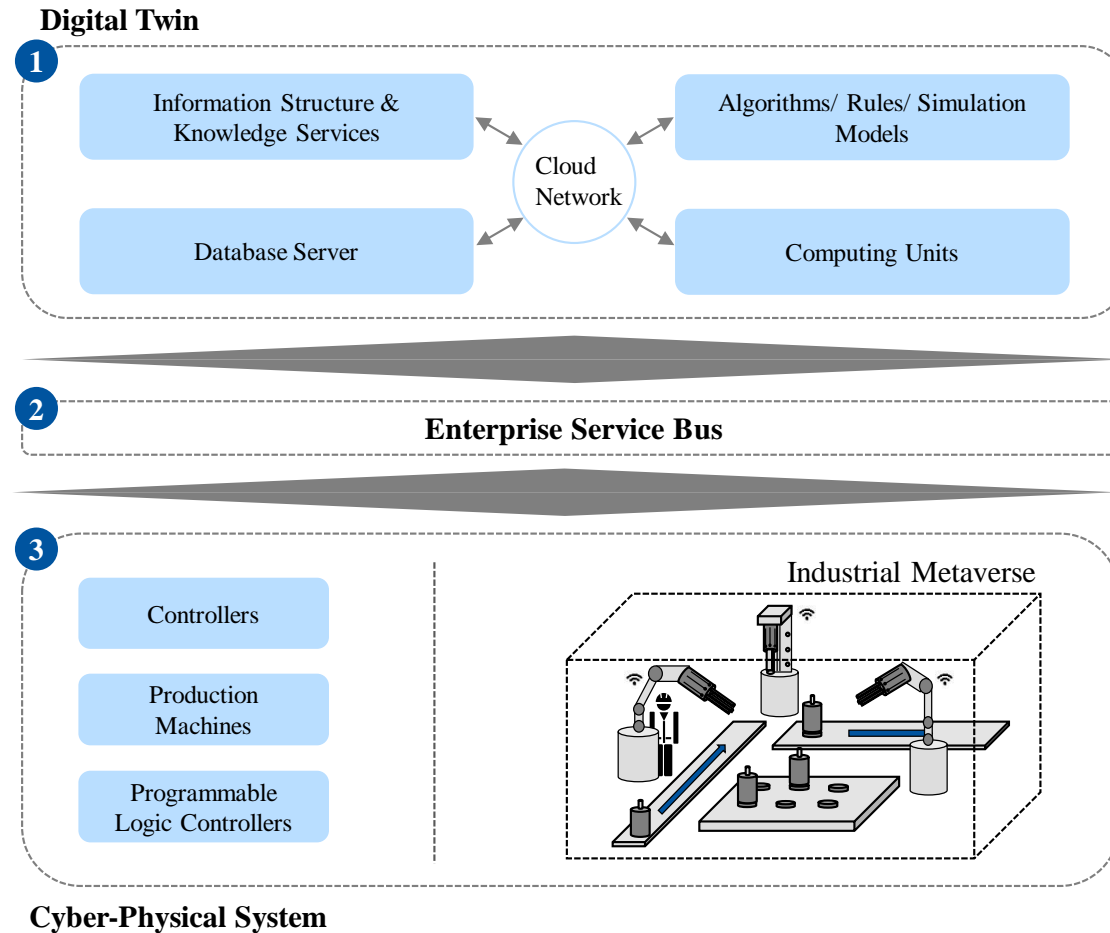 Digital Twin
1
Information Structure &
Knowledge Services
Algorithms/ Rules/ Simulation
Models
Cloud
Network
Database Server
Computing Units
2
Enterprise Service Bus
3
Industrial Metaverse
Controllers
Production
Machines
Programmable
Logic Controllers
Cyber-Physical System